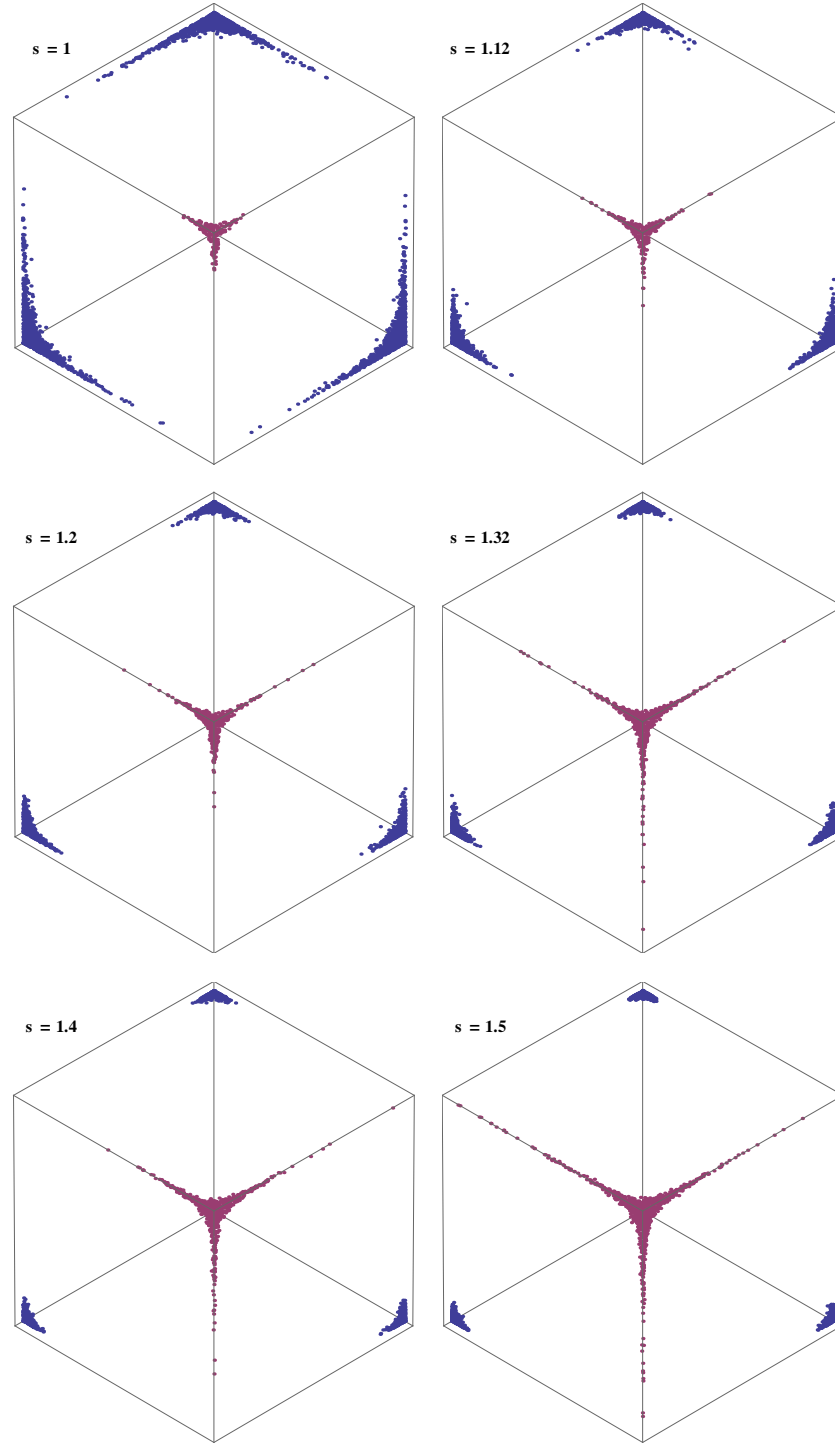 s = 1
s = 1.12
s = 1.2
s = 1.32
s = 1.4
s = 1.5